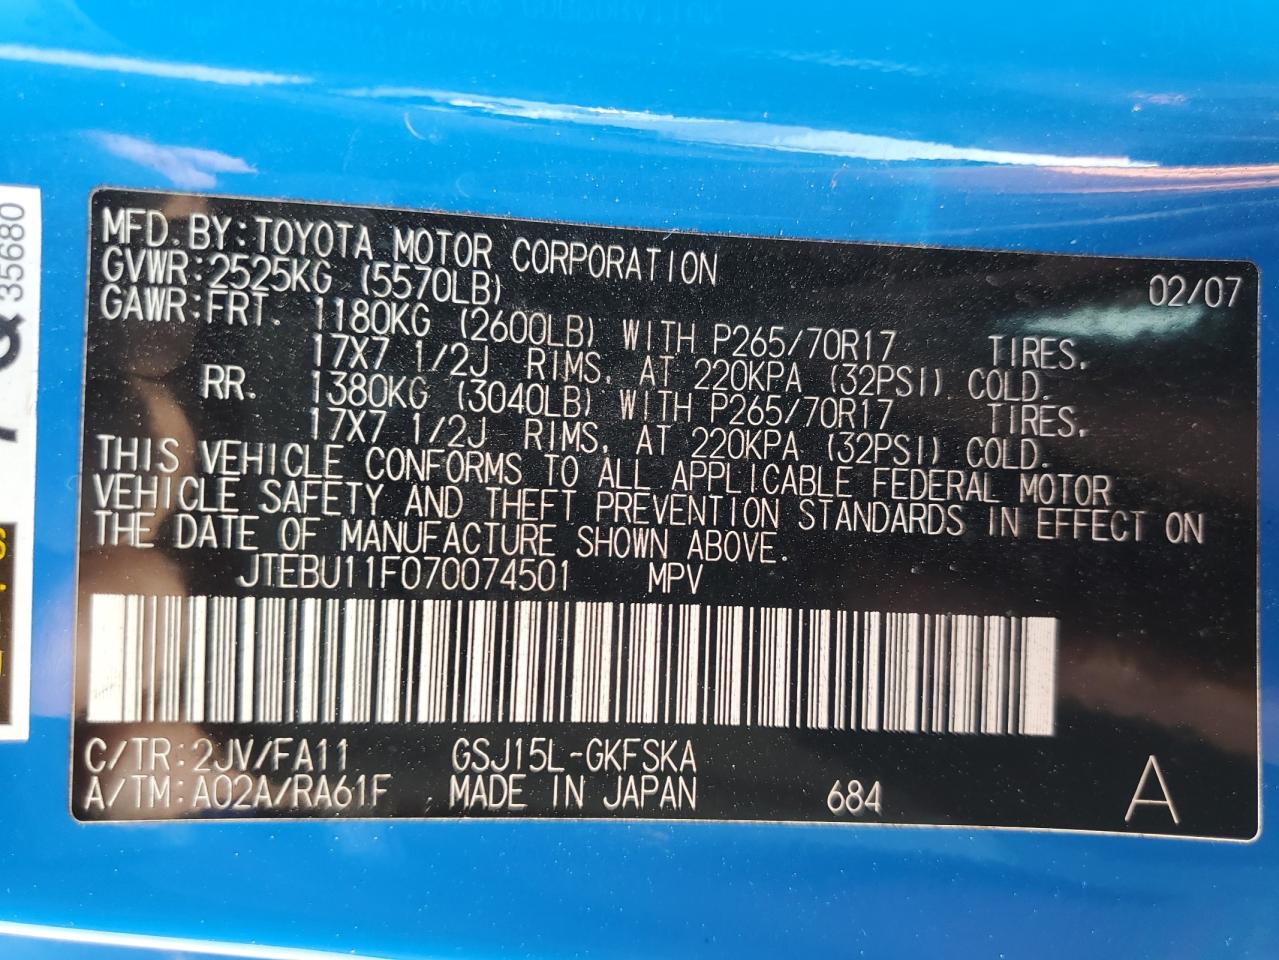 MFD. BY: TOYOTA MOTOR CORPORATION 02/07
GVWR: 2525KG (5570LB)
GAWR: FRT. 1180KG (2600LB) WITH P265/70R17 TIRES.
17X7 1/2J RIMS, AT 220KPA (32PSI) COLD.
RR. 1380KG (3040LB) WITH P265/70R17 TIRES,
17X7 1/2J RIMS, AT 220KPA (32PSI) COLD.
THIS VEHICLE CONFORMS TO ALL APPLICABLE FEDERAL MOTOR
VEHICLE SAFETY AND THEFT PREVENTION STANDARDS IN EFFECT ON
THE DATE OF MANUFACTURE SHOWN ABOVE.
JTEBU11F070074501 MPV
C/TR: 2JV/FA11 GSJ15L-GKFSKA
A/TM: A02A/RA61F MADE IN JAPAN 684 A
35680